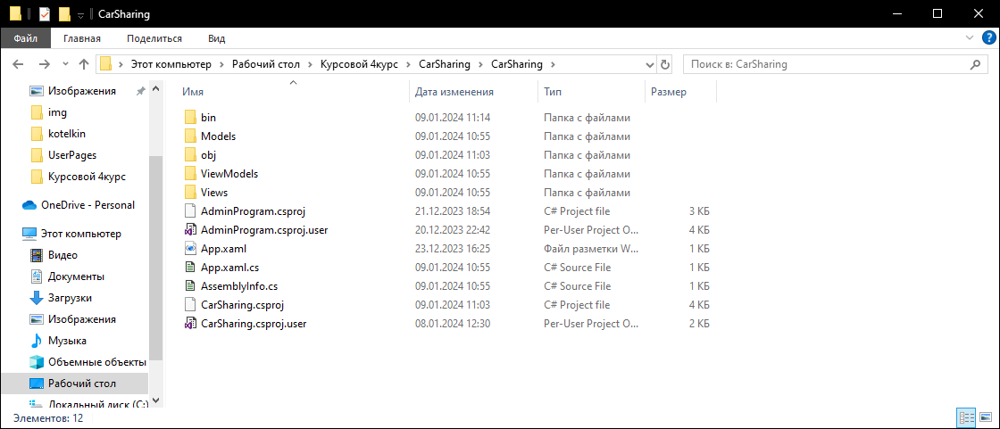 CarSharing
Файл Главная Поделиться Вид
Этот компьютер Рабочий стол Курсовой 4курс CarSharing CarSharing
Поиск в: CarSharing
Изображения
img
kotelkin
UserPages
Курсовой 4курс
OneDrive - Personal
Этот компьютер
Видео
Документы
Загрузки
Изображения
Музыка
Объемные объекты
Рабочий стол
Локальный диск (C:)
Имя Дата изменения Тип Размер
bin 09.01.2024 11:14 Папка с файлами
Models 09.01.2024 10:55 Папка с файлами
obj 09.01.2024 11:03 Папка с файлами
ViewModels 09.01.2024 10:55 Папка с файлами
Views 09.01.2024 10:55 Папка с файлами
AdminProgram.csproj 21.12.2023 18:54 C# Project file 3 КБ
AdminProgram.csproj.user 20.12.2023 22:42 Per-User Project O... 4 КБ
App.xaml 23.12.2023 16:25 Файл разметки W... 1 КБ
App.xaml.cs 09.01.2024 10:55 C# Source File 1 КБ
AssemblyInfo.cs 09.01.2024 10:55 C# Source File 1 КБ
CarSharing.csproj 09.01.2024 11:03 C# Project file 4 КБ
CarSharing.csproj.user 08.01.2024 12:30 Per-User Project O... 2 КБ
Элементов: 12